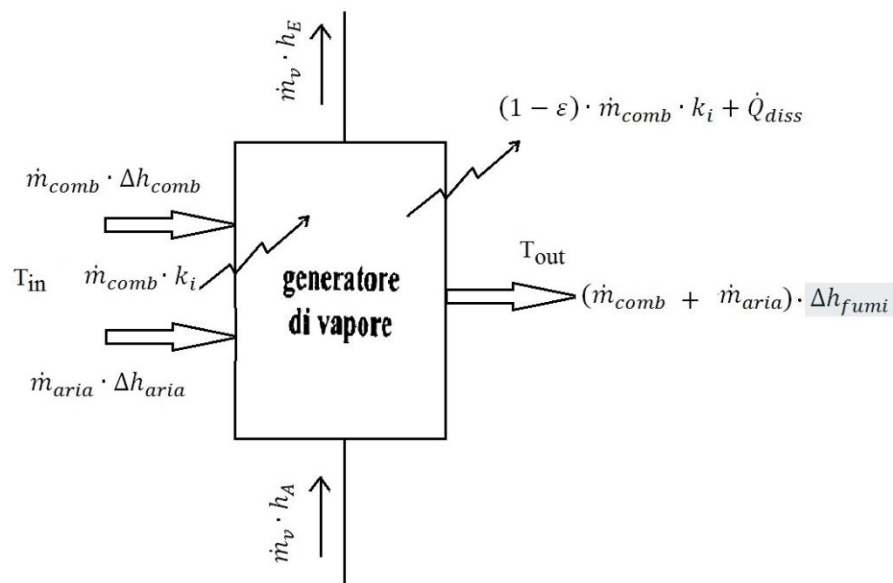 ṁ_v · h_E
(1 − ε) · ṁ_comb · k_i + Q̇_diss
ṁ_comb · Δh_comb
T_in
ṁ_comb · k_i
generatore
di vapore
T_out
(ṁ_comb + ṁ_aria) · Δh_fumi
ṁ_aria · Δh_aria
ṁ_v · h_A